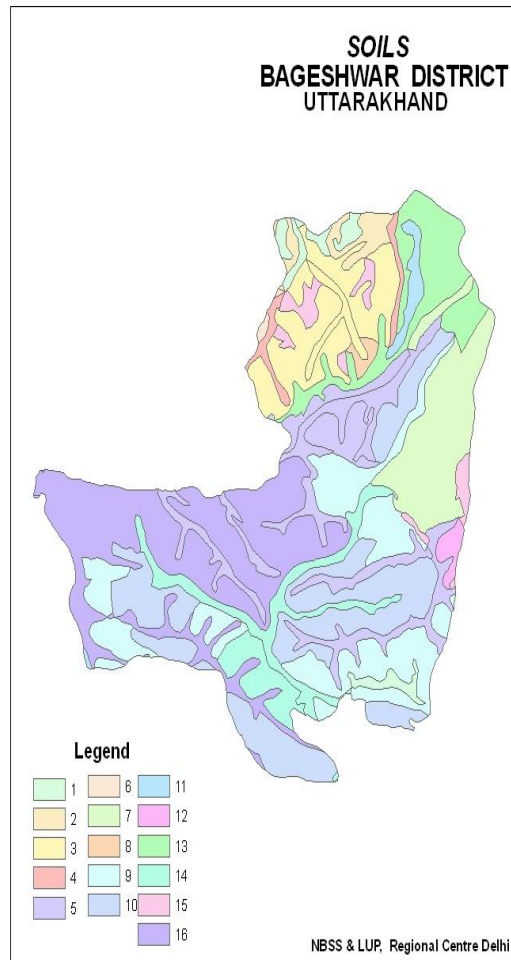 SOILS
BAGESHWAR DISTRICT
UTTARAKHAND
Legend
1 6 11
2 7 12
3 8 13
4 9 14
5 10 15
16
NBSS & LUP, Regional Centre Delhi